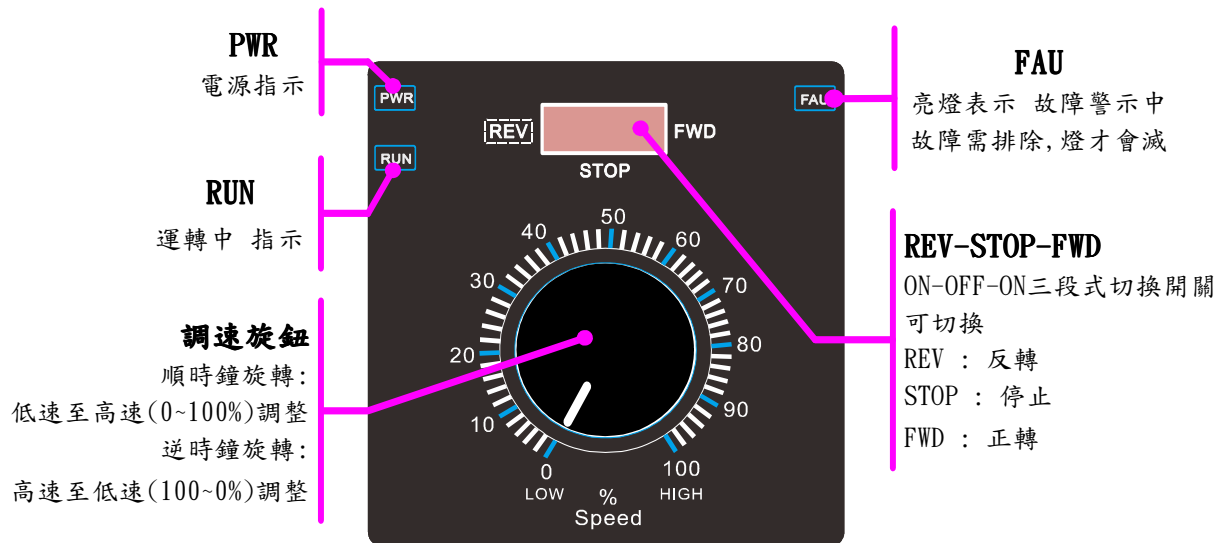 PWR
電源指示
RUN
運轉中 指示
調速旋鈕
順時鐘旋轉:
低速至高速(0~100%)調整
逆時鐘旋轉:
高速至低速(100~0%)調整
PWR
RUN
FAU
REV
FWD
STOP
0
10
20
30
40
50
60
70
80
90
100
LOW
HIGH
%
Speed
FAU
亮燈表示 故障警示中
故障需排除,燈才會滅
REV-STOP-FWD
ON-OFF-ON三段式切換開關
可切換
REV : 反轉
STOP : 停止
FWD : 正轉